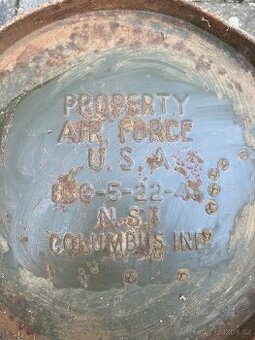 PROPERTY
AIR FORCE
U.S.A
N.S.I.
COLUMBUS IND